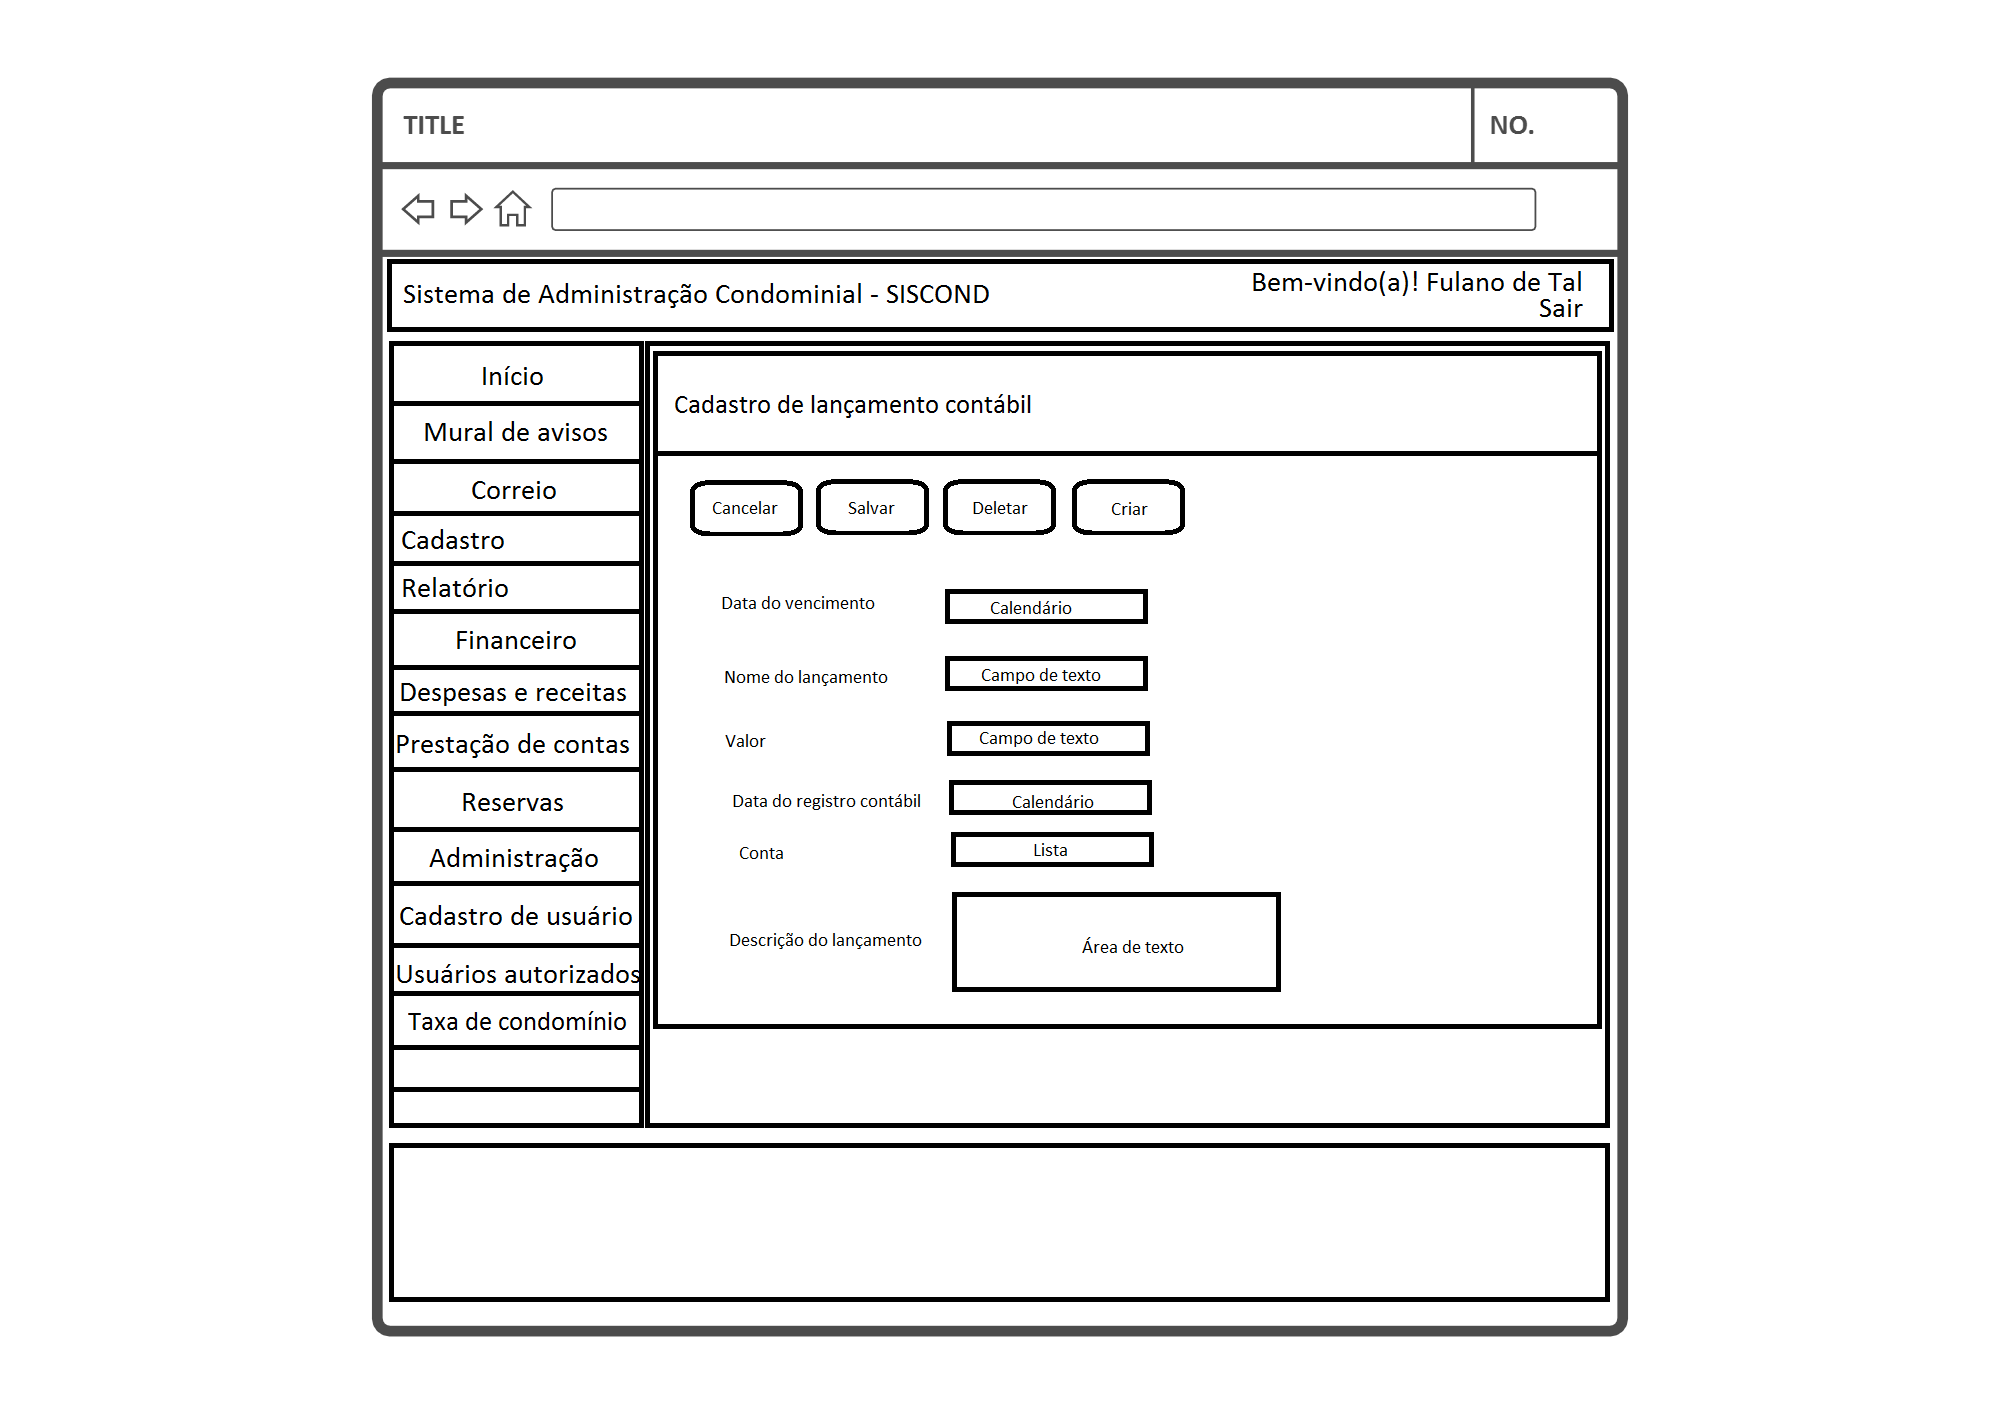 TITLE
NO.
Sistema de Administração Condominial - SISCOND
Bem-vindo(a)! Fulano de Tal
Sair
Início
Mural de avisos
Correio
Cadastro
Relatório
Financeiro
Despesas e receitas
Prestação de contas
Reservas
Administração
Cadastro de usuário
Usuários autorizados
Taxa de condomínio
Cadastro de lançamento contábil
Cancelar
Salvar
Deletar
Criar
Data do vencimento
Calendário
Nome do lançamento
Campo de texto
Valor
Campo de texto
Data do registro contábil
Calendário
Conta
Lista
Descrição do lançamento
Área de texto